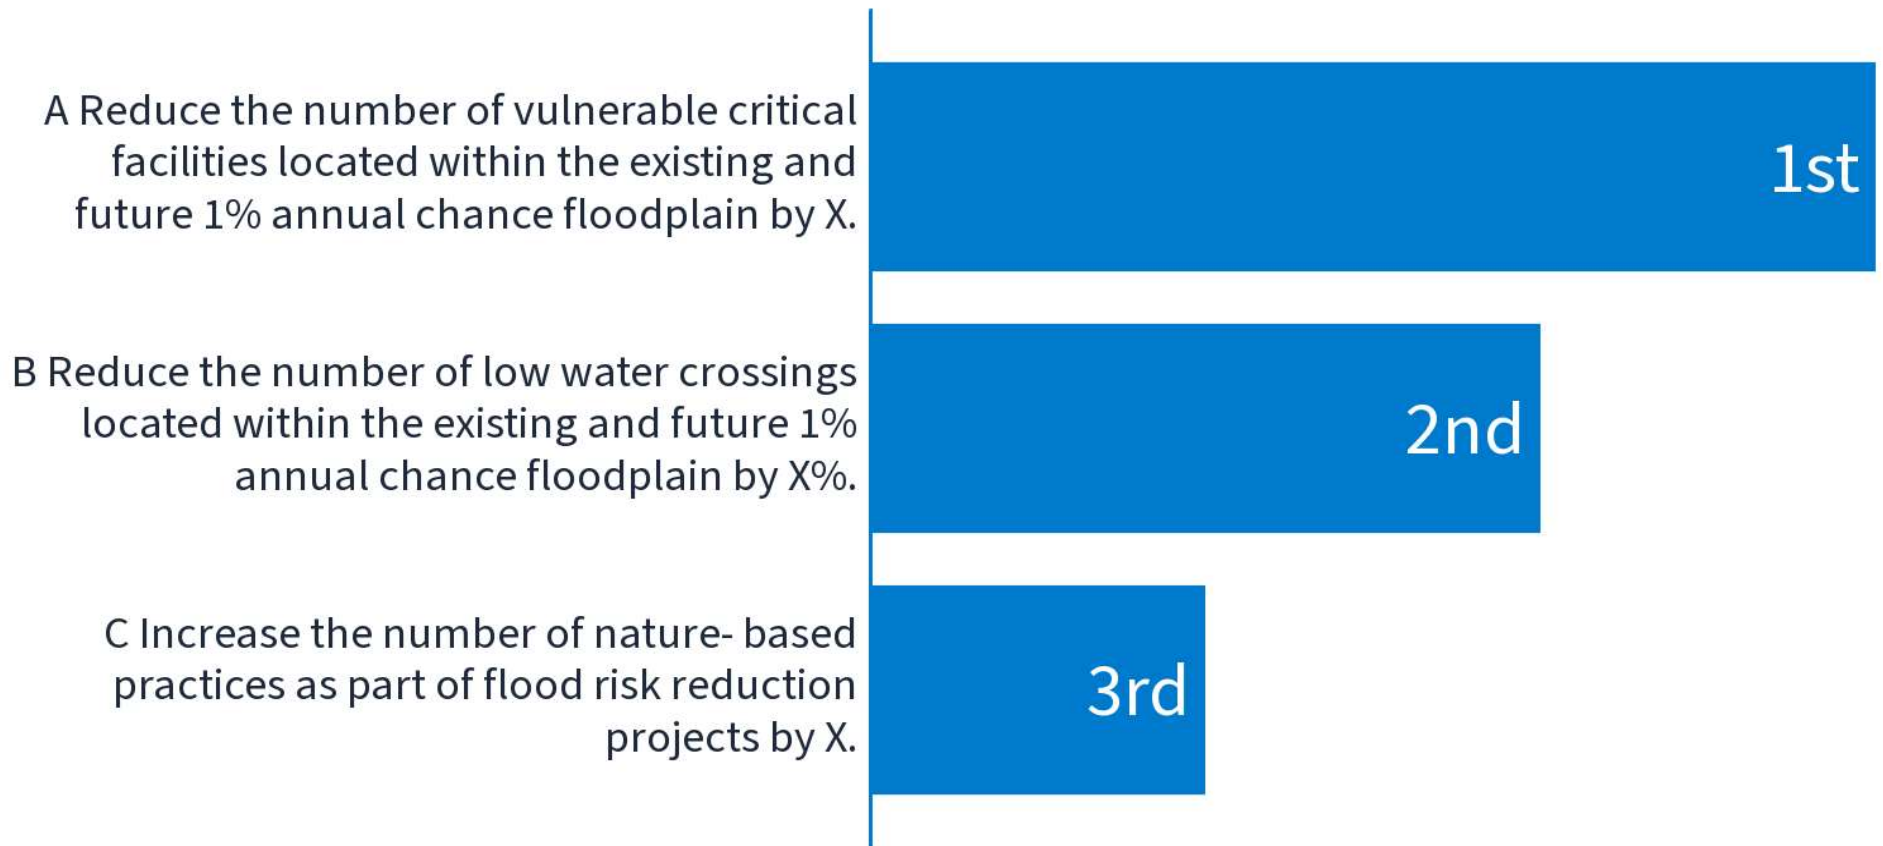 A Reduce the number of vulnerable critical
facilities located within the existing and
future 1% annual chance floodplain by X.
1st
B Reduce the number of low water crossings
located within the existing and future 1%
annual chance floodplain by X%.
2nd
C Increase the number of nature- based
practices as part of flood risk reduction
projects by X.
3rd